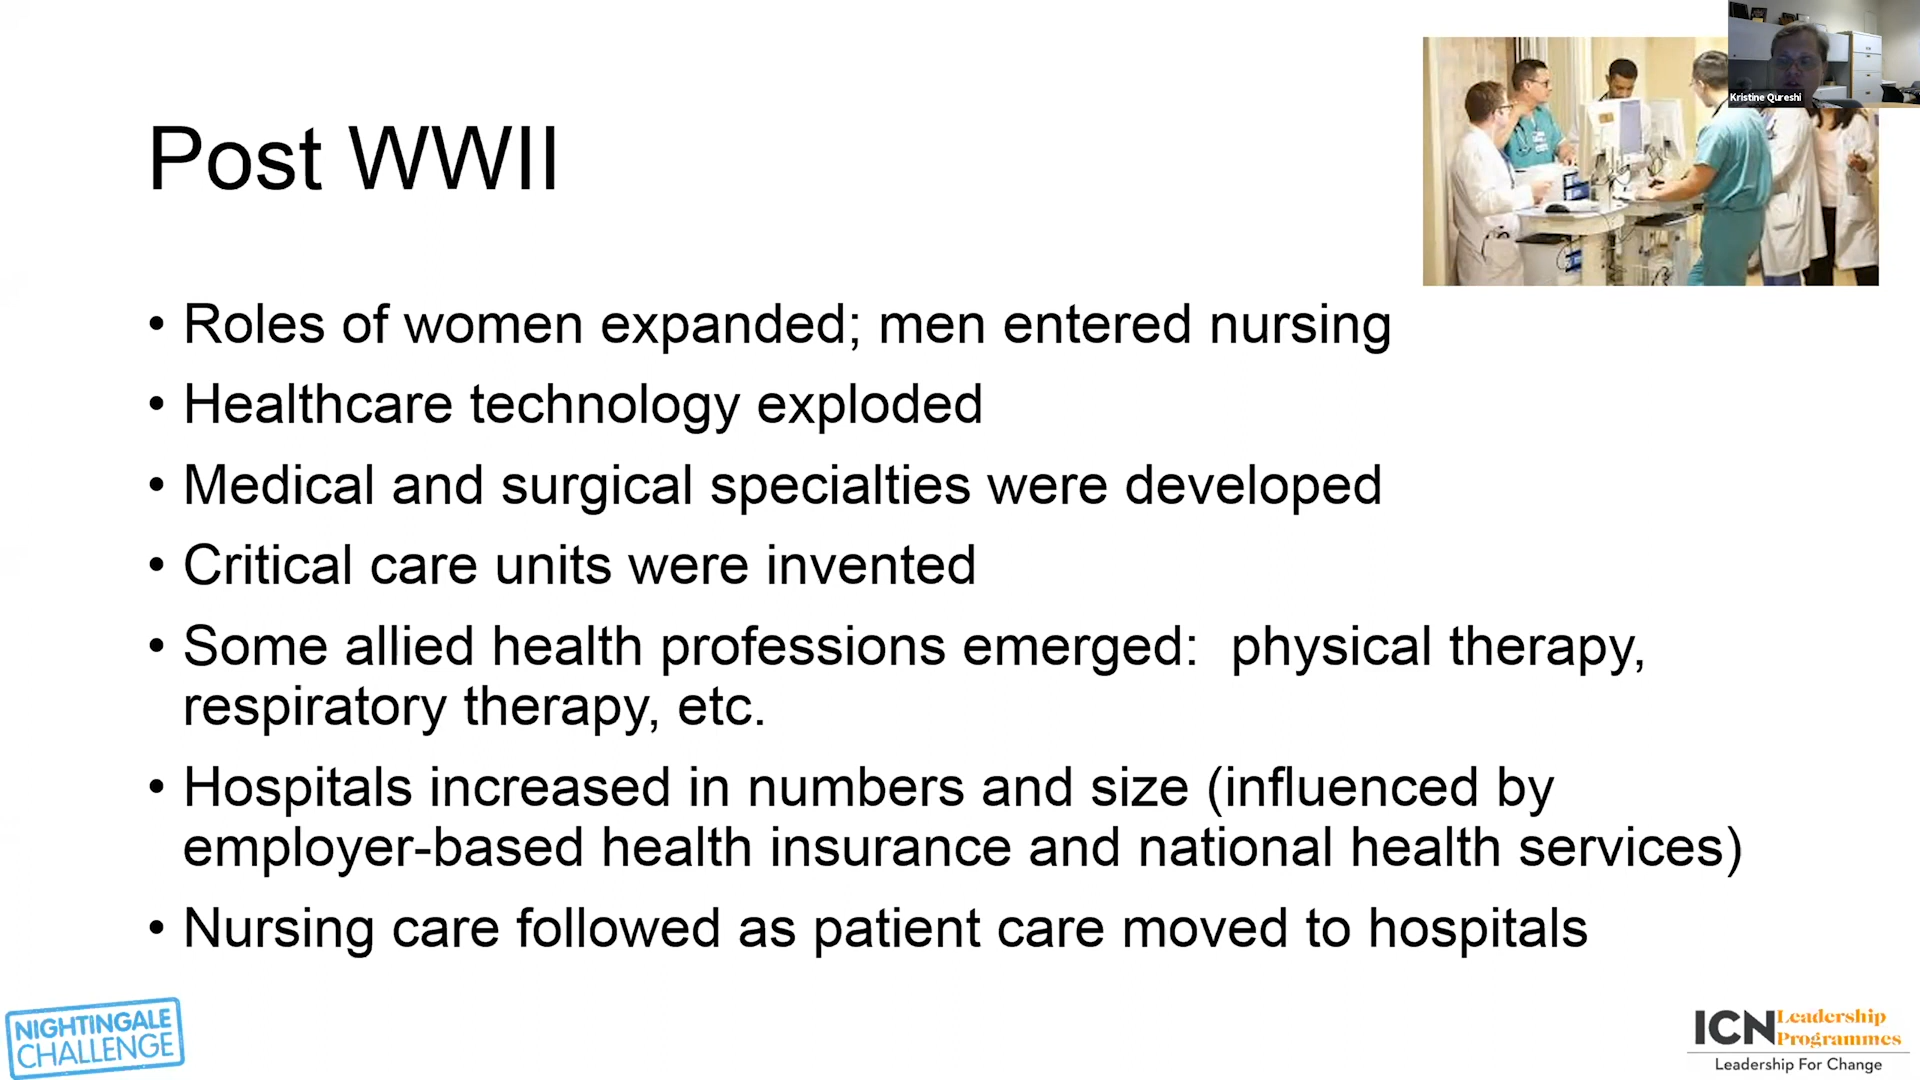 Kristine Qureshi
Post WWII
• Roles of women expanded; men entered nursing
• Healthcare technology exploded
• Medical and surgical specialties were developed
• Critical care units were invented
• Some allied health professions emerged:  physical therapy,
respiratory therapy, etc.
• Hospitals increased in numbers and size (influenced by
employer-based health insurance and national health services)
• Nursing care followed as patient care moved to hospitals
NIGHTINGALE
CHALLENGE
ICN Leadership
Programmes
Leadership For Change